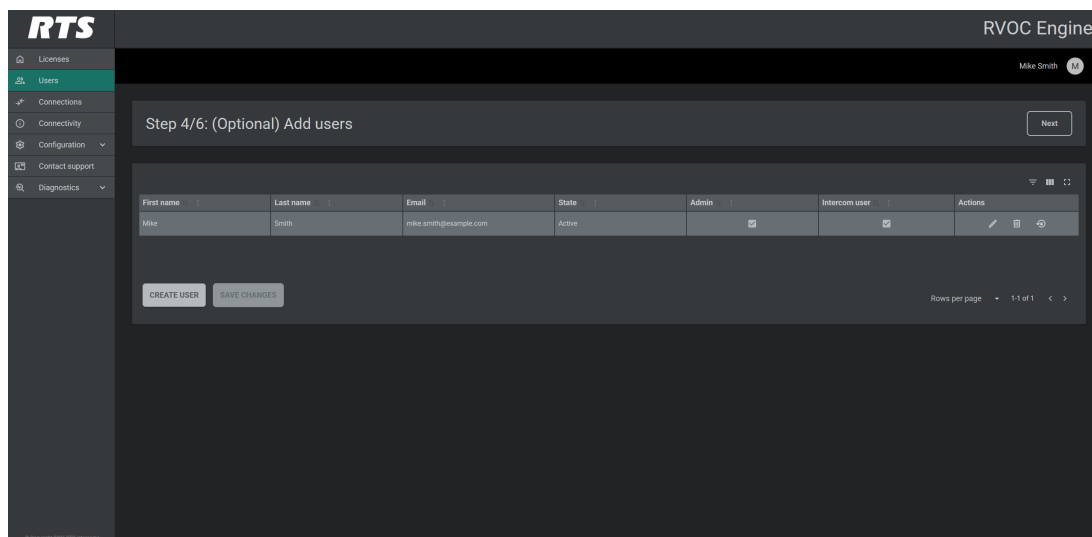 RTS
RVOC Engine
Licenses
Mike Smith M
Users
Connections
Connectivity
Configuration
Contact support
Diagnostics
Step 4/6: (Optional) Add users
Next
First name Last name Email State Admin Intercom user Actions
Mike Smith mike.smith@example.com Active
CREATE USER SAVE CHANGES
Rows per page 1-1 of 1